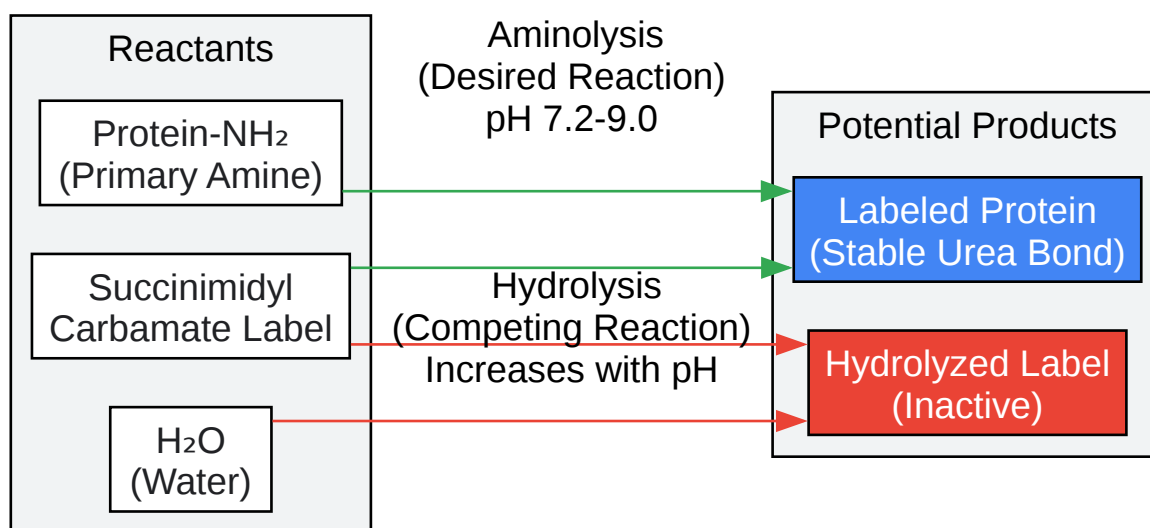 Reactants
Protein-NH₂
(Primary Amine)
Succinimidyl
Carbamate Label
H₂O
(Water)
Aminolysis
(Desired Reaction)
pH 7.2-9.0
Hydrolysis
(Competing Reaction)
Increases with pH
Potential Products
Labeled Protein
(Stable Urea Bond)
Hydrolyzed Label
(Inactive)